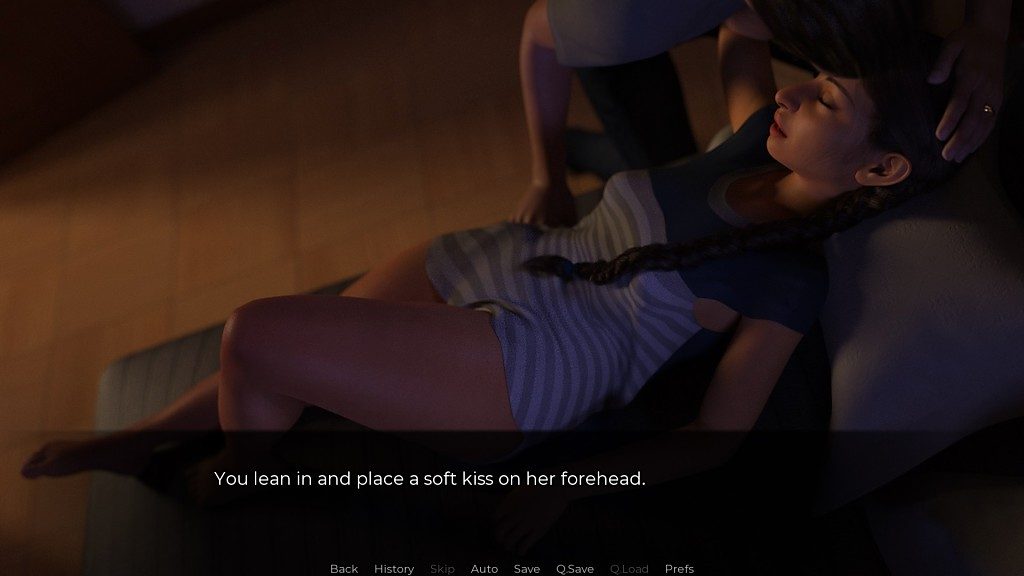 You lean in and place a soft kiss on her forehead.
Back History Skip Auto Save Q.Save Q.Load Prefs